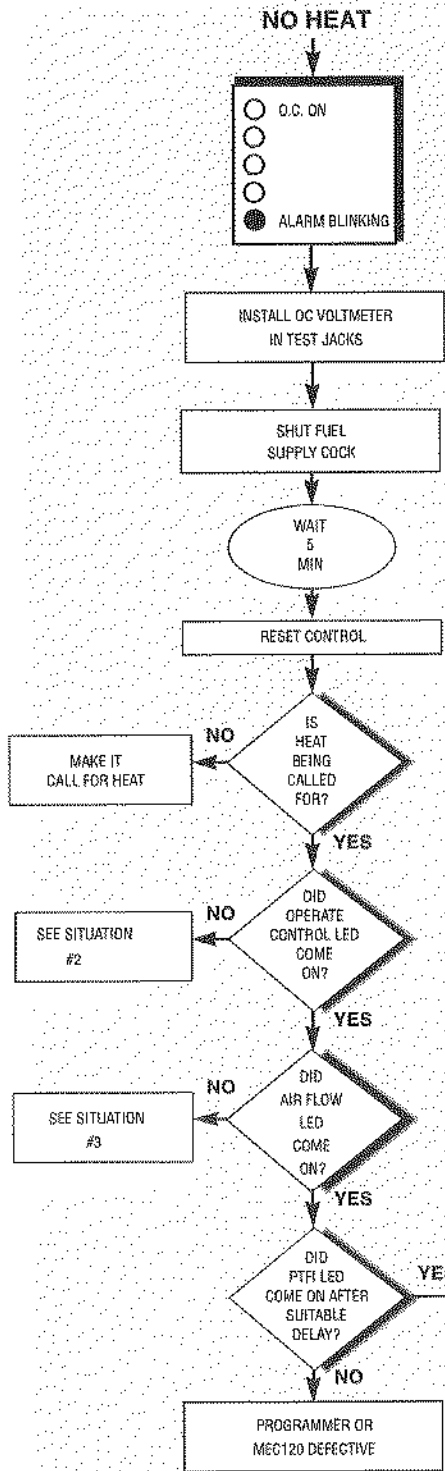 NO HEAT
O.C. ON
ALARM BLINKING
INSTALL DC VOLTMETER
IN TEST JACKS
SHUT FUEL
SUPPLY COCK
WAIT
5
MIN
RESET CONTROL
IS
HEAT
BEING
CALLED
FOR?
NO
MAKE IT
CALL FOR HEAT
YES
DID
OPERATE
CONTROL LED
COME
ON?
NO
SEE SITUATION
#2
YES
DID
AIR FLOW
LED
COME
ON?
NO
SEE SITUATION
#3
YES
DID
PTFI LED
COME ON AFTER
SUITABLE
DELAY?
YE
NO
PROGRAMMER OR
MEC120 DEFECTIVE